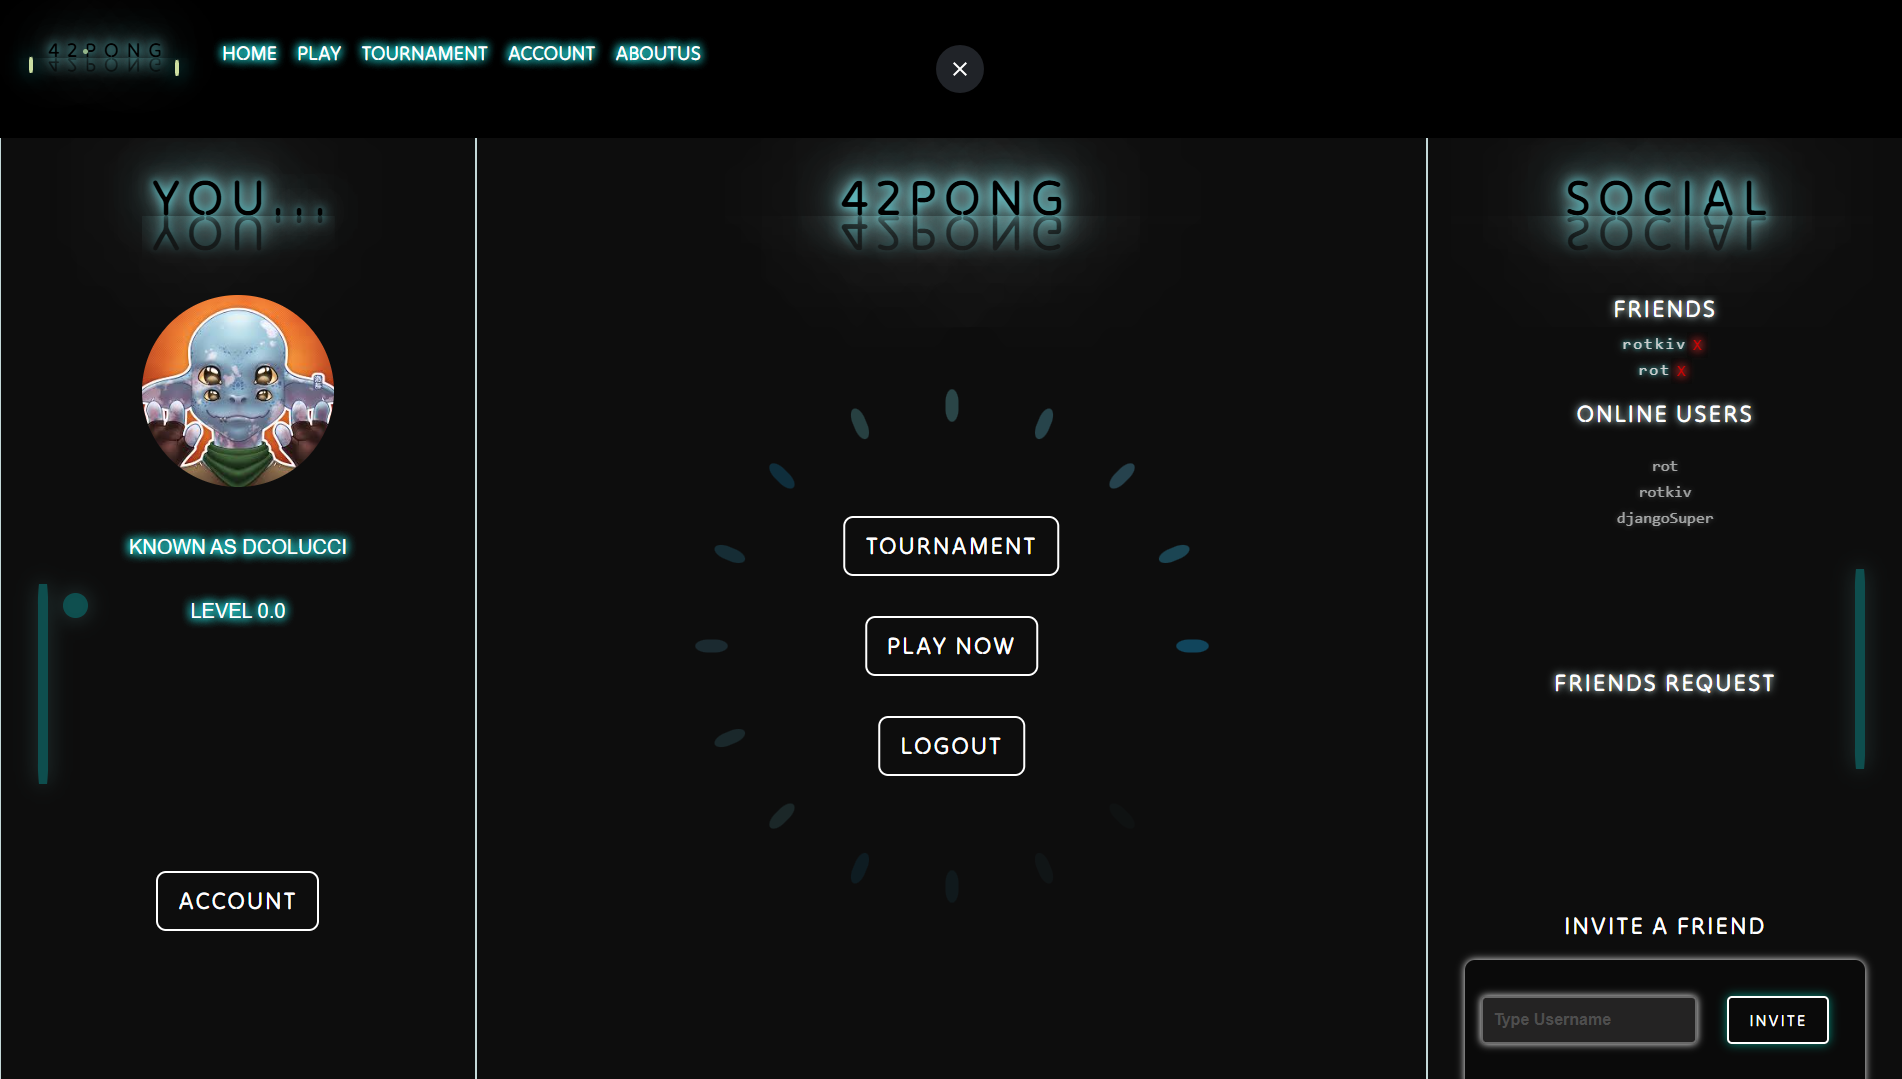 42PONG
HOME PLAY TOURNAMENT ACCOUNT ABOUTUS
YOU...
KNOWN AS DCOLUCCI
LEVEL 0.0
ACCOUNT
42PONG
TOURNAMENT
PLAY NOW
LOGOUT
SOCIAL
FRIENDS
rotkiv X
rot X
ONLINE USERS
rot
rotkiv
djangoSuper
FRIENDS REQUEST
INVITE A FRIEND
Type Username
INVITE